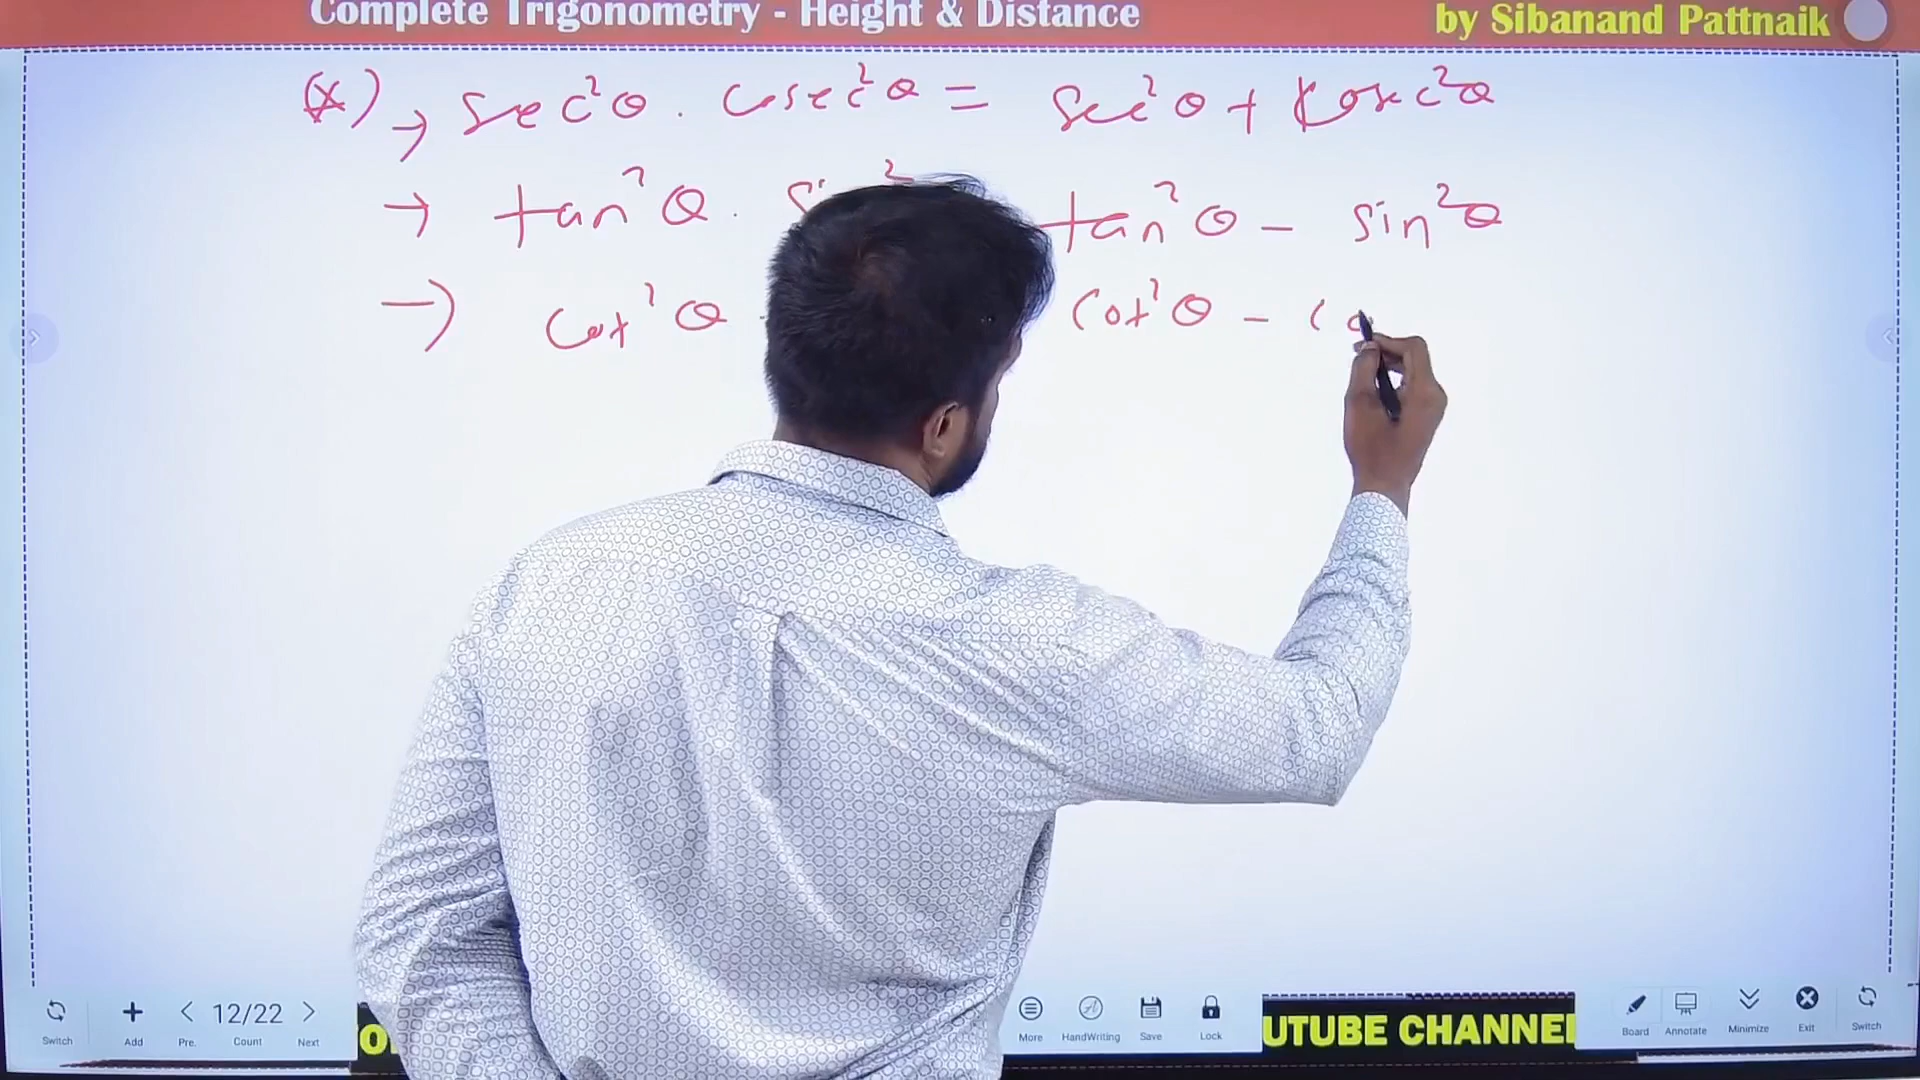 Complete Trigonometry - Height & Distance
by Sibanand Pattnaik
(*) → sec²θ . cosec²θ = sec²θ + cosec²θ
→ tan²θ . tan²θ - sin²θ
→ cot²θ . cot²θ - co
Switch
Add
Pre.
12/22
Count
Next
More
HandWriting
Save
Lock
UTUBE CHANNEL
Board
Annotate
Minimize
Exit
Switch